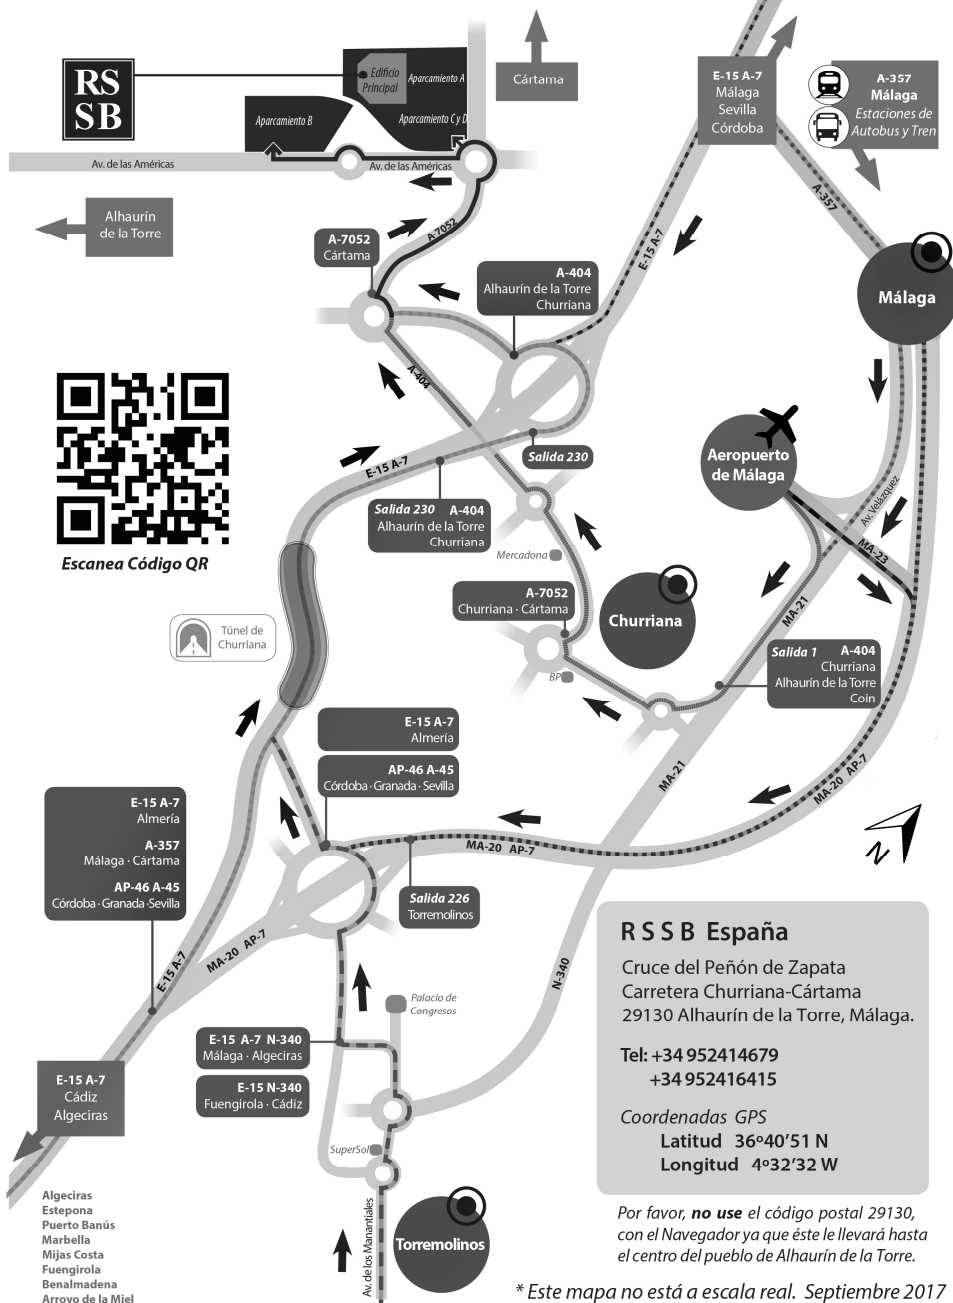 RS
SB
Edificio
Principal
Aparcamiento A
Aparcamiento B
Aparcamiento C y D
Av. de las Américas
Av. de las Américas
Cártama
E-15 A-7
Málaga
Sevilla
Córdoba
A-357
Málaga
Estaciones de
Autobus y Tren
Alhaurín
de la Torre
A-7052
Cártama
A-7052
A-404
Alhaurín de la Torre
Churriana
E-15 A-7
A-357
Málaga
A-404
E-15 A-7
Salida 230
Salida 230 A-404
Alhaurín de la Torre
Churriana
Aeropuerto
de Málaga
Av. Velázquez
MA-23
Escanea Código QR
Mercadona
A-7052
Churriana · Cártama
Churriana
MA-21
Túnel de
Churriana
BP
Salida 1 A-404
Churriana
Alhaurín de la Torre
Coin
E-15 A-7
Almería
AP-46 A-45
Córdoba · Granada · Sevilla
MA-21
MA-20 AP-7
E-15 A-7
Almería
A-357
Málaga · Cártama
AP-46 A-45
Córdoba · Granada · Sevilla
MA-20 AP-7
N
Salida 226
Torremolinos
MA-20 AP-7
E-15 A-7
N-340
Palacio de
Congresos
E-15 A-7 N-340
Málaga · Algeciras
E-15 N-340
Fuengirola · Cádiz
E-15 A-7
Cádiz
Algeciras
SuperSol
Av. de los Manantiales
Torremolinos
Algeciras
Estepona
Puerto Banús
Marbella
Mijas Costa
Fuengirola
Benalmadena
Arroyo de la Miel
R S S B España
Cruce del Peñón de Zapata
Carretera Churriana-Cártama
29130 Alhaurín de la Torre, Málaga.
Tel: +34 952414679
+34 952416415
Coordenadas GPS
Latitud 36º40’51 N
Longitud 4º32’32 W
Por favor, no use el código postal 29130,
con el Navegador ya que éste le llevará hasta
el centro del pueblo de Alhaurín de la Torre.
* Este mapa no está a escala real. Septiembre 2017